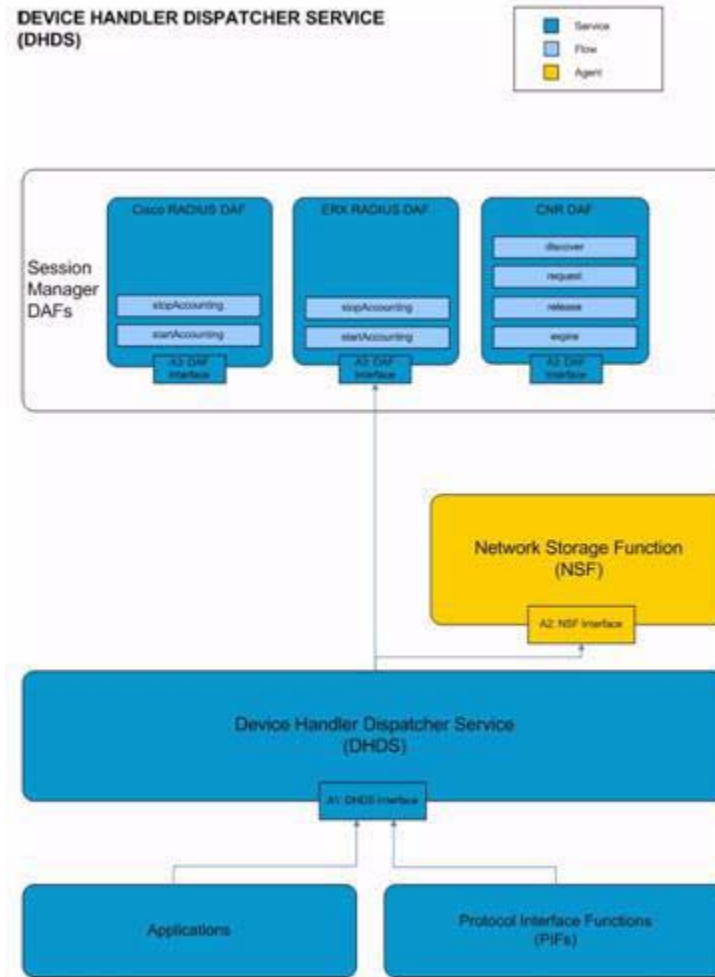 DEVICE HANDLER DISPATCHER SERVICE
(DHDS)
Service
Flow
Agent
Session
Manager
DAFs
Cisco RADIUS DAF
stopAccounting
startAccounting
A3: DAF
Interface
ERX RADIUS DAF
stopAccounting
startAccounting
A3: DAF
Interface
CNR DAF
discover
request
release
expire
A3: DAF
Interface
Network Storage Function
(NSF)
A2: NSF Interface
Device Handler Dispatcher Service
(DHDS)
A1: DHDS Interface
Applications
Protocol Interface Functions
(PIFs)